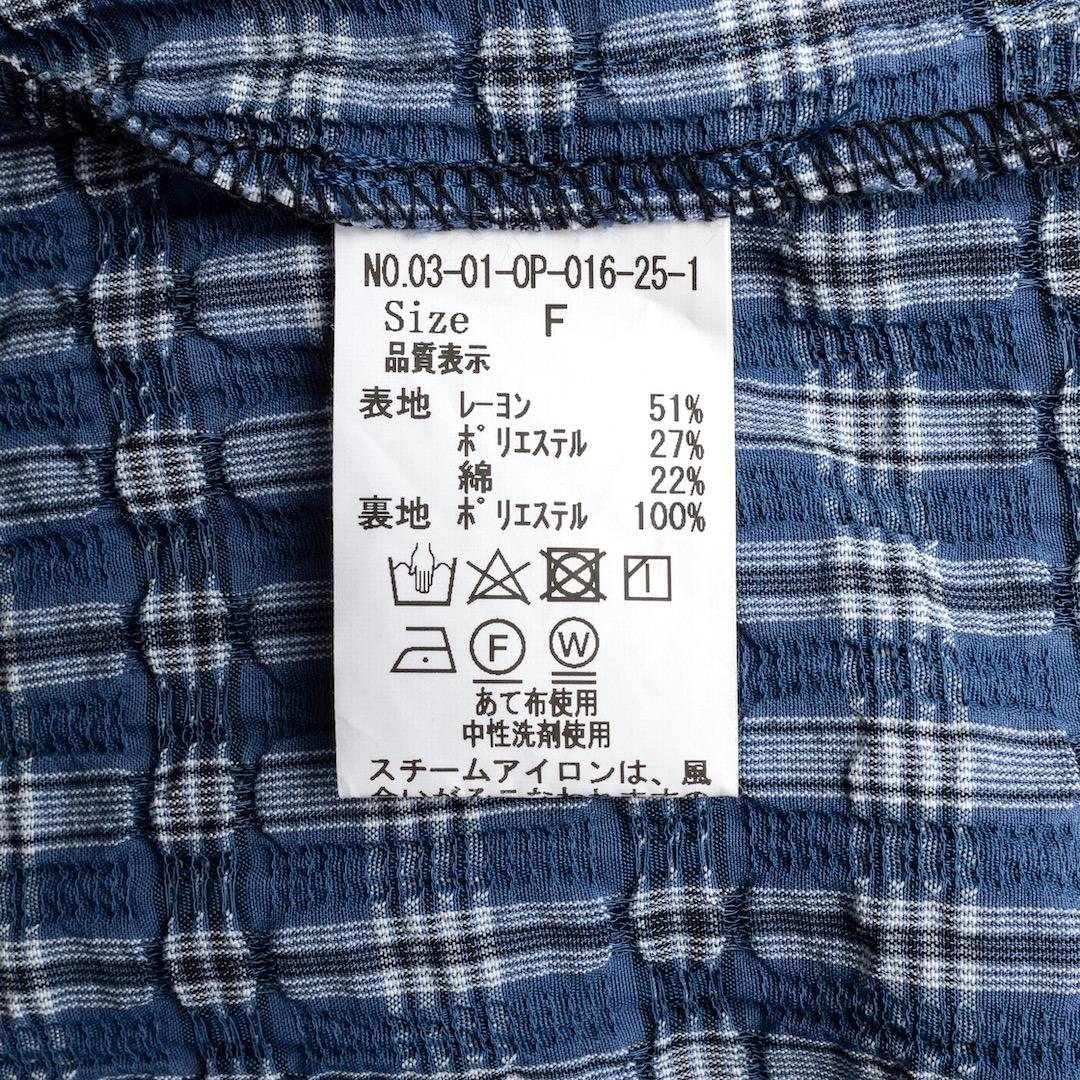 NO.03-01-OP-016-25-1
Size F
品質表示
表地 レーヨン 51%
ポリエステル 27%
綿 22%
裏地 ポリエステル 100%
F W
あて布使用
中性洗剤使用
スチームアイロンは、風